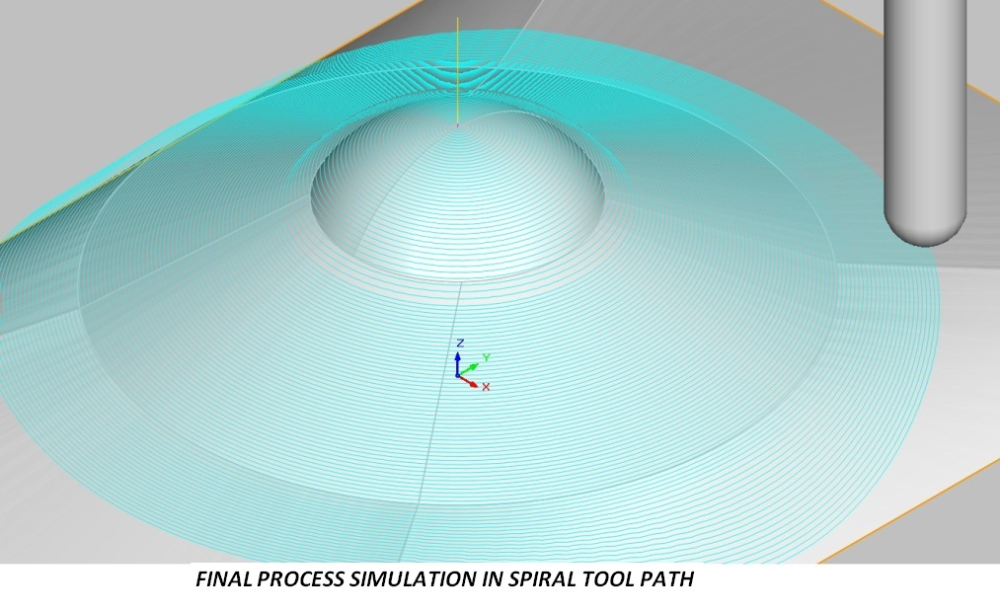 Z
Y
X
FINAL PROCESS SIMULATION IN SPIRAL TOOL PATH